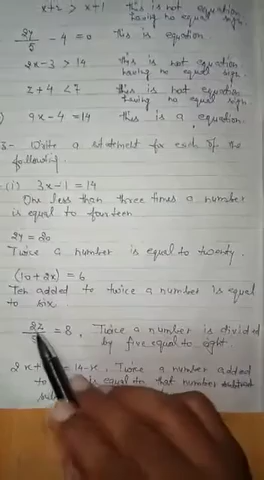 x+2 > x+1 this is not equation
having no equal sign.
2y/5 - 4 = 0 this is equation
2x-3 > 14 this is not equation
having no equal sign.
z+4 < 7 this is not equation
having no equal sign
9x-4 = 14 this is a equation.
3- Write a statement for each of the
following.
(i) 3x-1 = 14
One less than three times a number
is equal to fourteen
2y = 20
Twice a number is equal to twenty.
(10+2x) = 6
Ten added to twice a number is equal
to six
2z/5 = 8, Twice a number is divided
by five equal to eight.
2x + = 14-x, Twice a number added
to is equal to that number